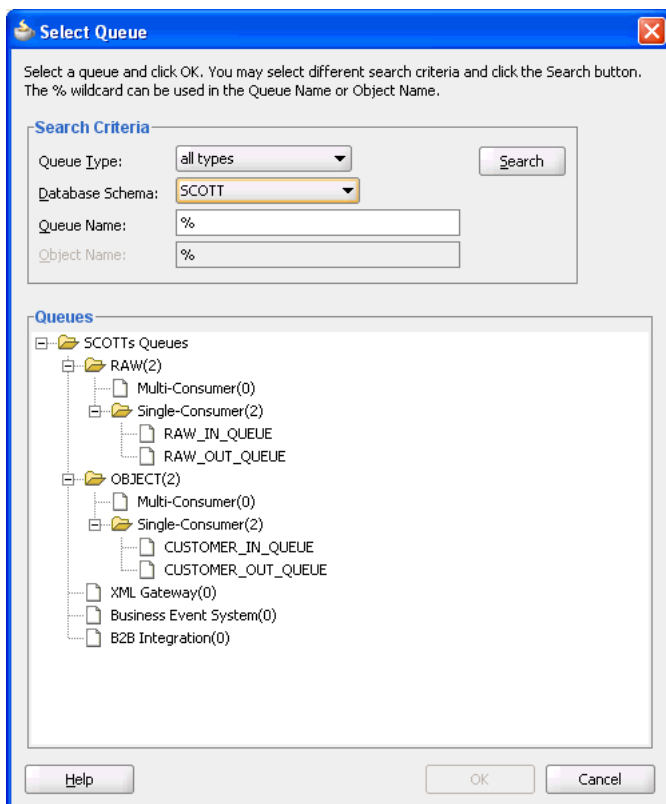 Select Queue
Select a queue and click OK. You may select different search criteria and click the Search button.
The % wildcard can be used in the Queue Name or Object Name.
Search Criteria
Queue Type: all types Search
Database Schema: SCOTT
Queue Name: %
Object Name: %
Queues
SCOTTs Queues
RAW(2)
Multi-Consumer(0)
Single-Consumer(2)
RAW_IN_QUEUE
RAW_OUT_QUEUE
OBJECT(2)
Multi-Consumer(0)
Single-Consumer(2)
CUSTOMER_IN_QUEUE
CUSTOMER_OUT_QUEUE
XML Gateway(0)
Business Event System(0)
B2B Integration(0)
Help OK Cancel